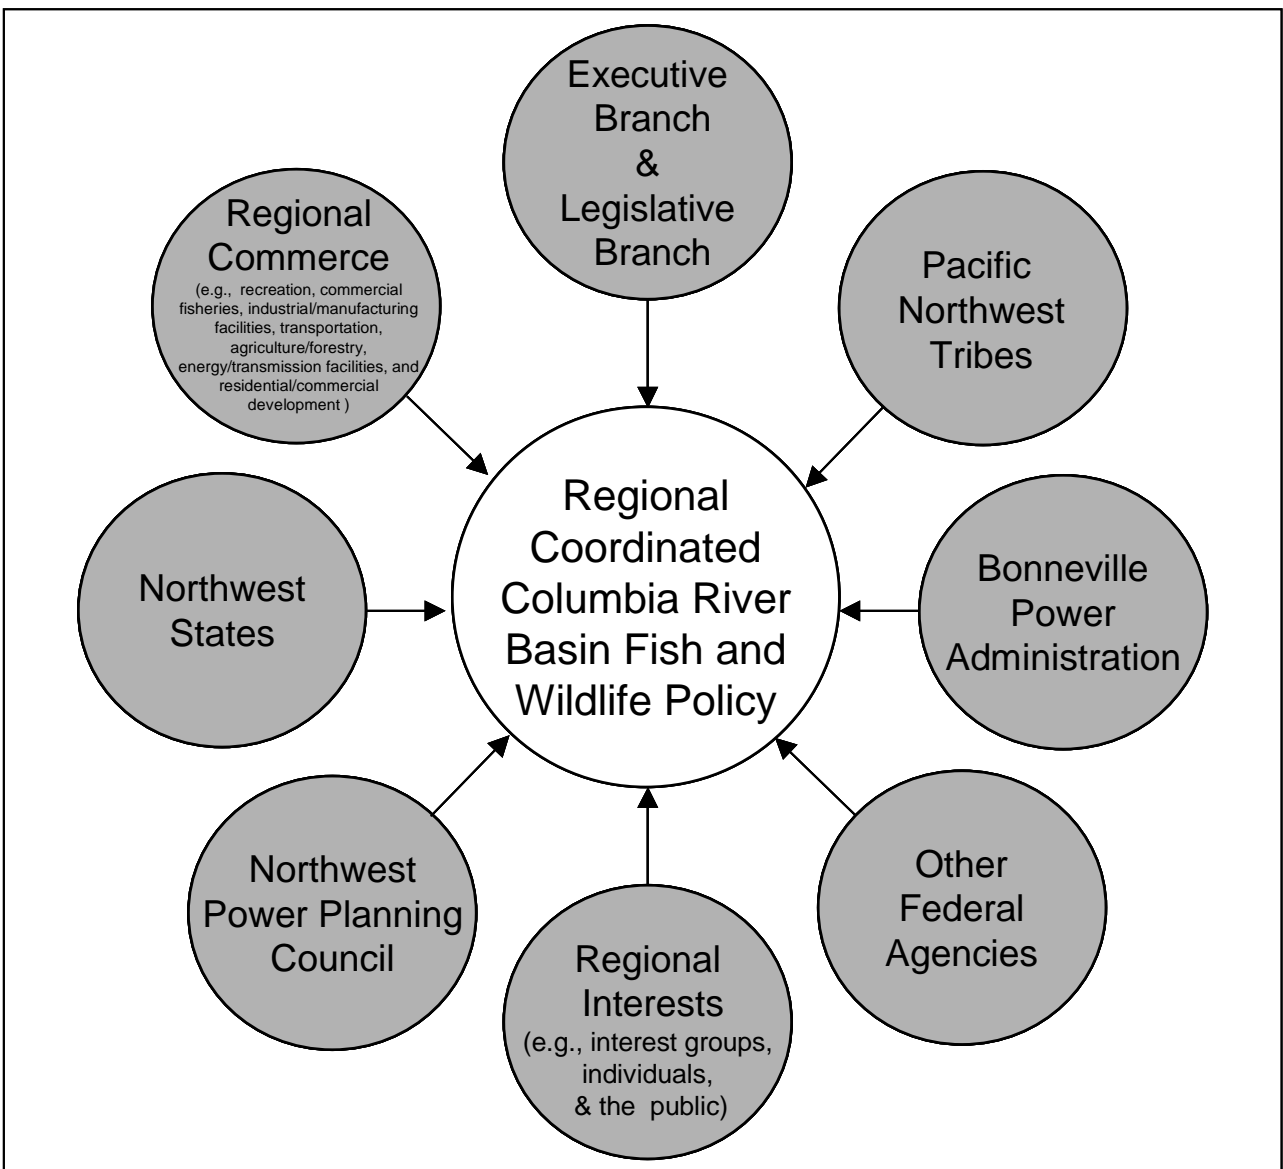 Executive
Branch
&
Legislative
Branch
Regional
Commerce
(e.g., recreation, commercial
fisheries, industrial/manufacturing
facilities, transportation,
agriculture/forestry,
energy/transmission facilities, and
residential/commercial
development )
Pacific
Northwest
Tribes
Regional
Coordinated
Columbia River
Basin Fish and
Wildlife Policy
Northwest
States
Bonneville
Power
Administration
Northwest
Power Planning
Council
Other
Federal
Agencies
Regional
Interests
(e.g., interest groups,
individuals,
& the public)